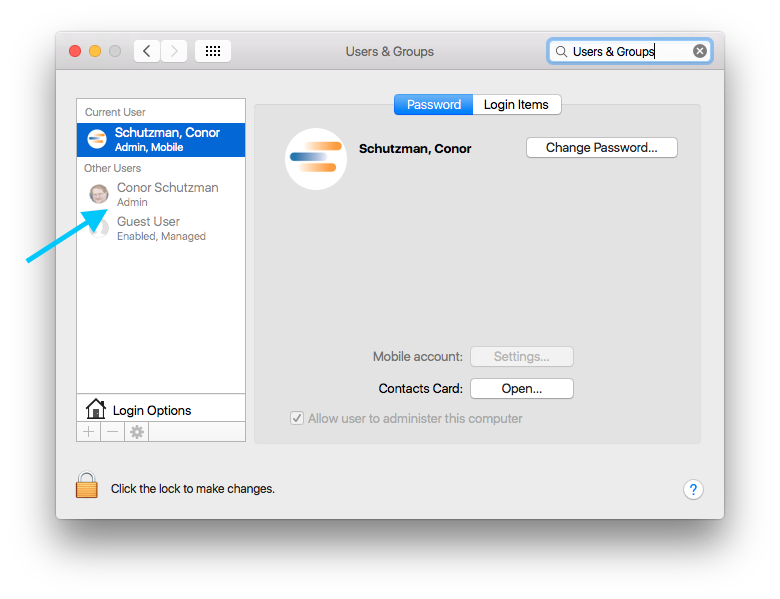 Users & Groups
Users & Groups
Password
Login Items
Current User
Schutzman, Conor
Admin, Mobile
Other Users
Conor Schutzman
Admin
Guest User
Enabled, Managed
Schutzman, Conor
Change Password...
Mobile account:
Settings...
Contacts Card:
Open...
Allow user to administer this computer
Login Options
Click the lock to make changes.
?